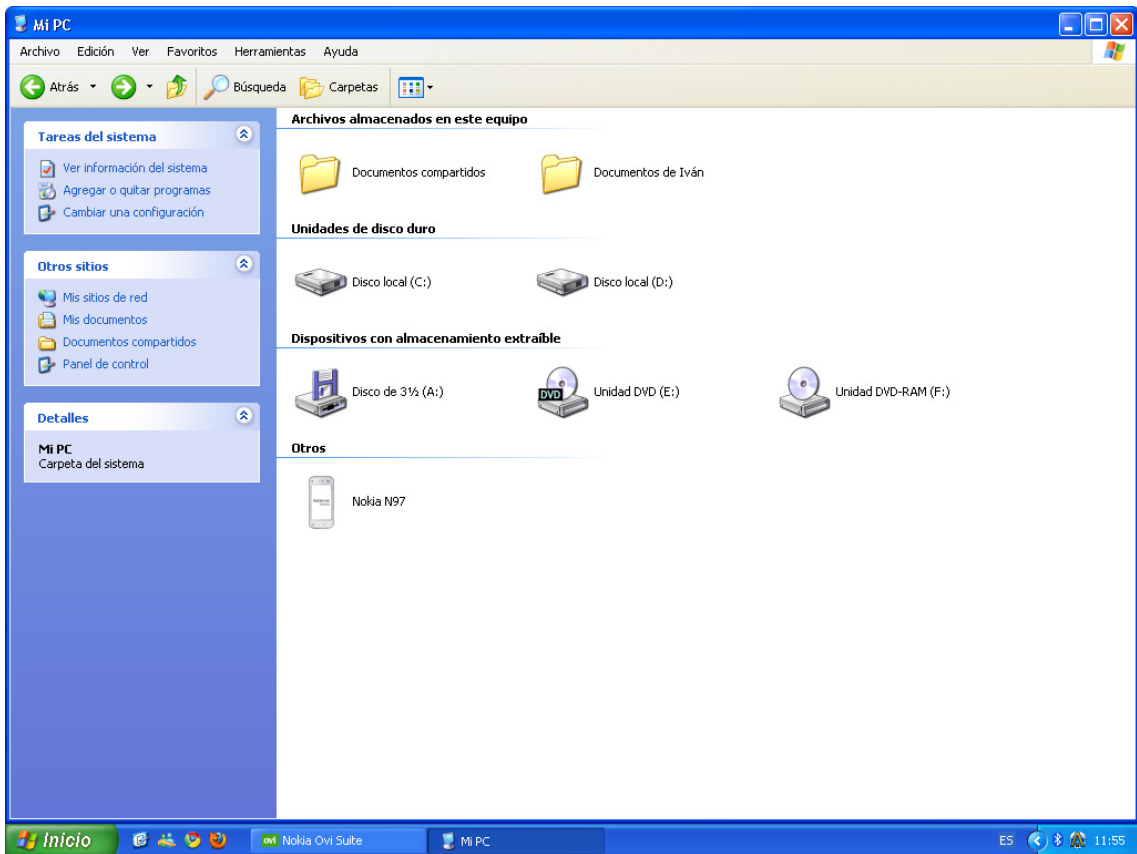 Mi PC
Archivo Edición Ver Favoritos Herramientas Ayuda
Atrás Búsqueda Carpetas
Tareas del sistema
Ver información del sistema
Agregar o quitar programas
Cambiar una configuración
Otros sitios
Mis sitios de red
Mis documentos
Documentos compartidos
Panel de control
Detalles
Mi PC
Carpeta del sistema
Archivos almacenados en este equipo
Documentos compartidos Documentos de Iván
Unidades de disco duro
Disco local (C:) Disco local (D:)
Dispositivos con almacenamiento extraíble
Disco de 3½ (A:) DVD Unidad DVD (E:) Unidad DVD-RAM (F:)
Otros
Nokia N97
Inicio ovi Nokia Ovi Suite Mi PC ES 11:55